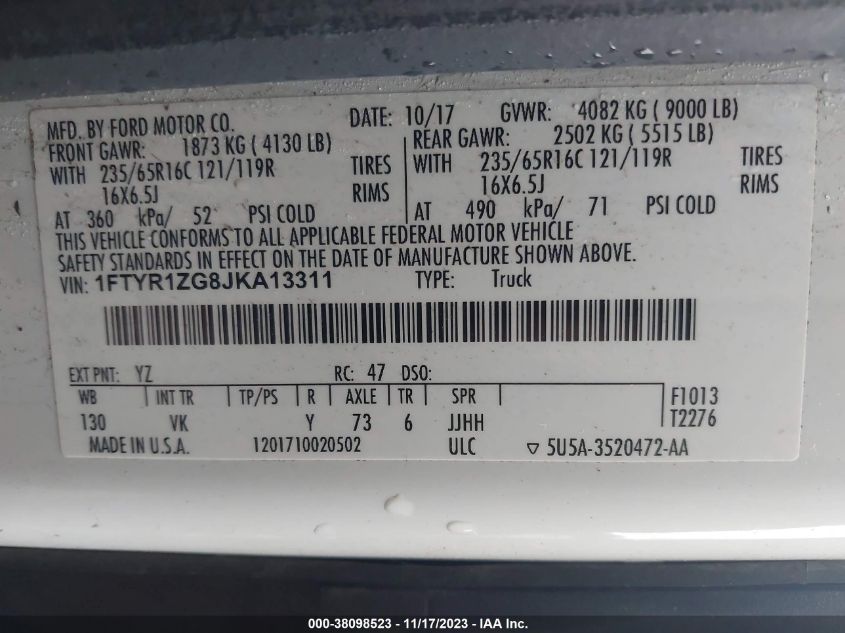 MFD. BY FORD MOTOR CO.
DATE: 10/17 GVWR: 4082 KG ( 9000 LB)
FRONT GAWR: 1873 KG ( 4130 LB)
WITH 235/65R16C 121/119R TIRES
16X6.5J RIMS
AT 360 kPa/ 52 PSI COLD
REAR GAWR: 2502 KG ( 5515 LB)
WITH 235/65R16C 121/119R TIRES
16X6.5J RIMS
AT 490 kPa/ 71 PSI COLD
THIS VEHICLE CONFORMS TO ALL APPLICABLE FEDERAL MOTOR VEHICLE
SAFETY STANDARDS IN EFFECT ON THE DATE OF MANUFACTURE SHOWN ABOVE.
VIN: 1FTYR1ZG8JKA13311 TYPE: Truck
EXT PNT: YZ RC: 47 DSO:
WB INT TR TP/PS R AXLE TR SPR F1013
130 VK Y 73 6 JJHH T2276
MADE IN U.S.A. 1201710020502 ULC ▽ 5U5A-3520472-AA
000-38098523 - 11/17/2023 - www.iaai.com